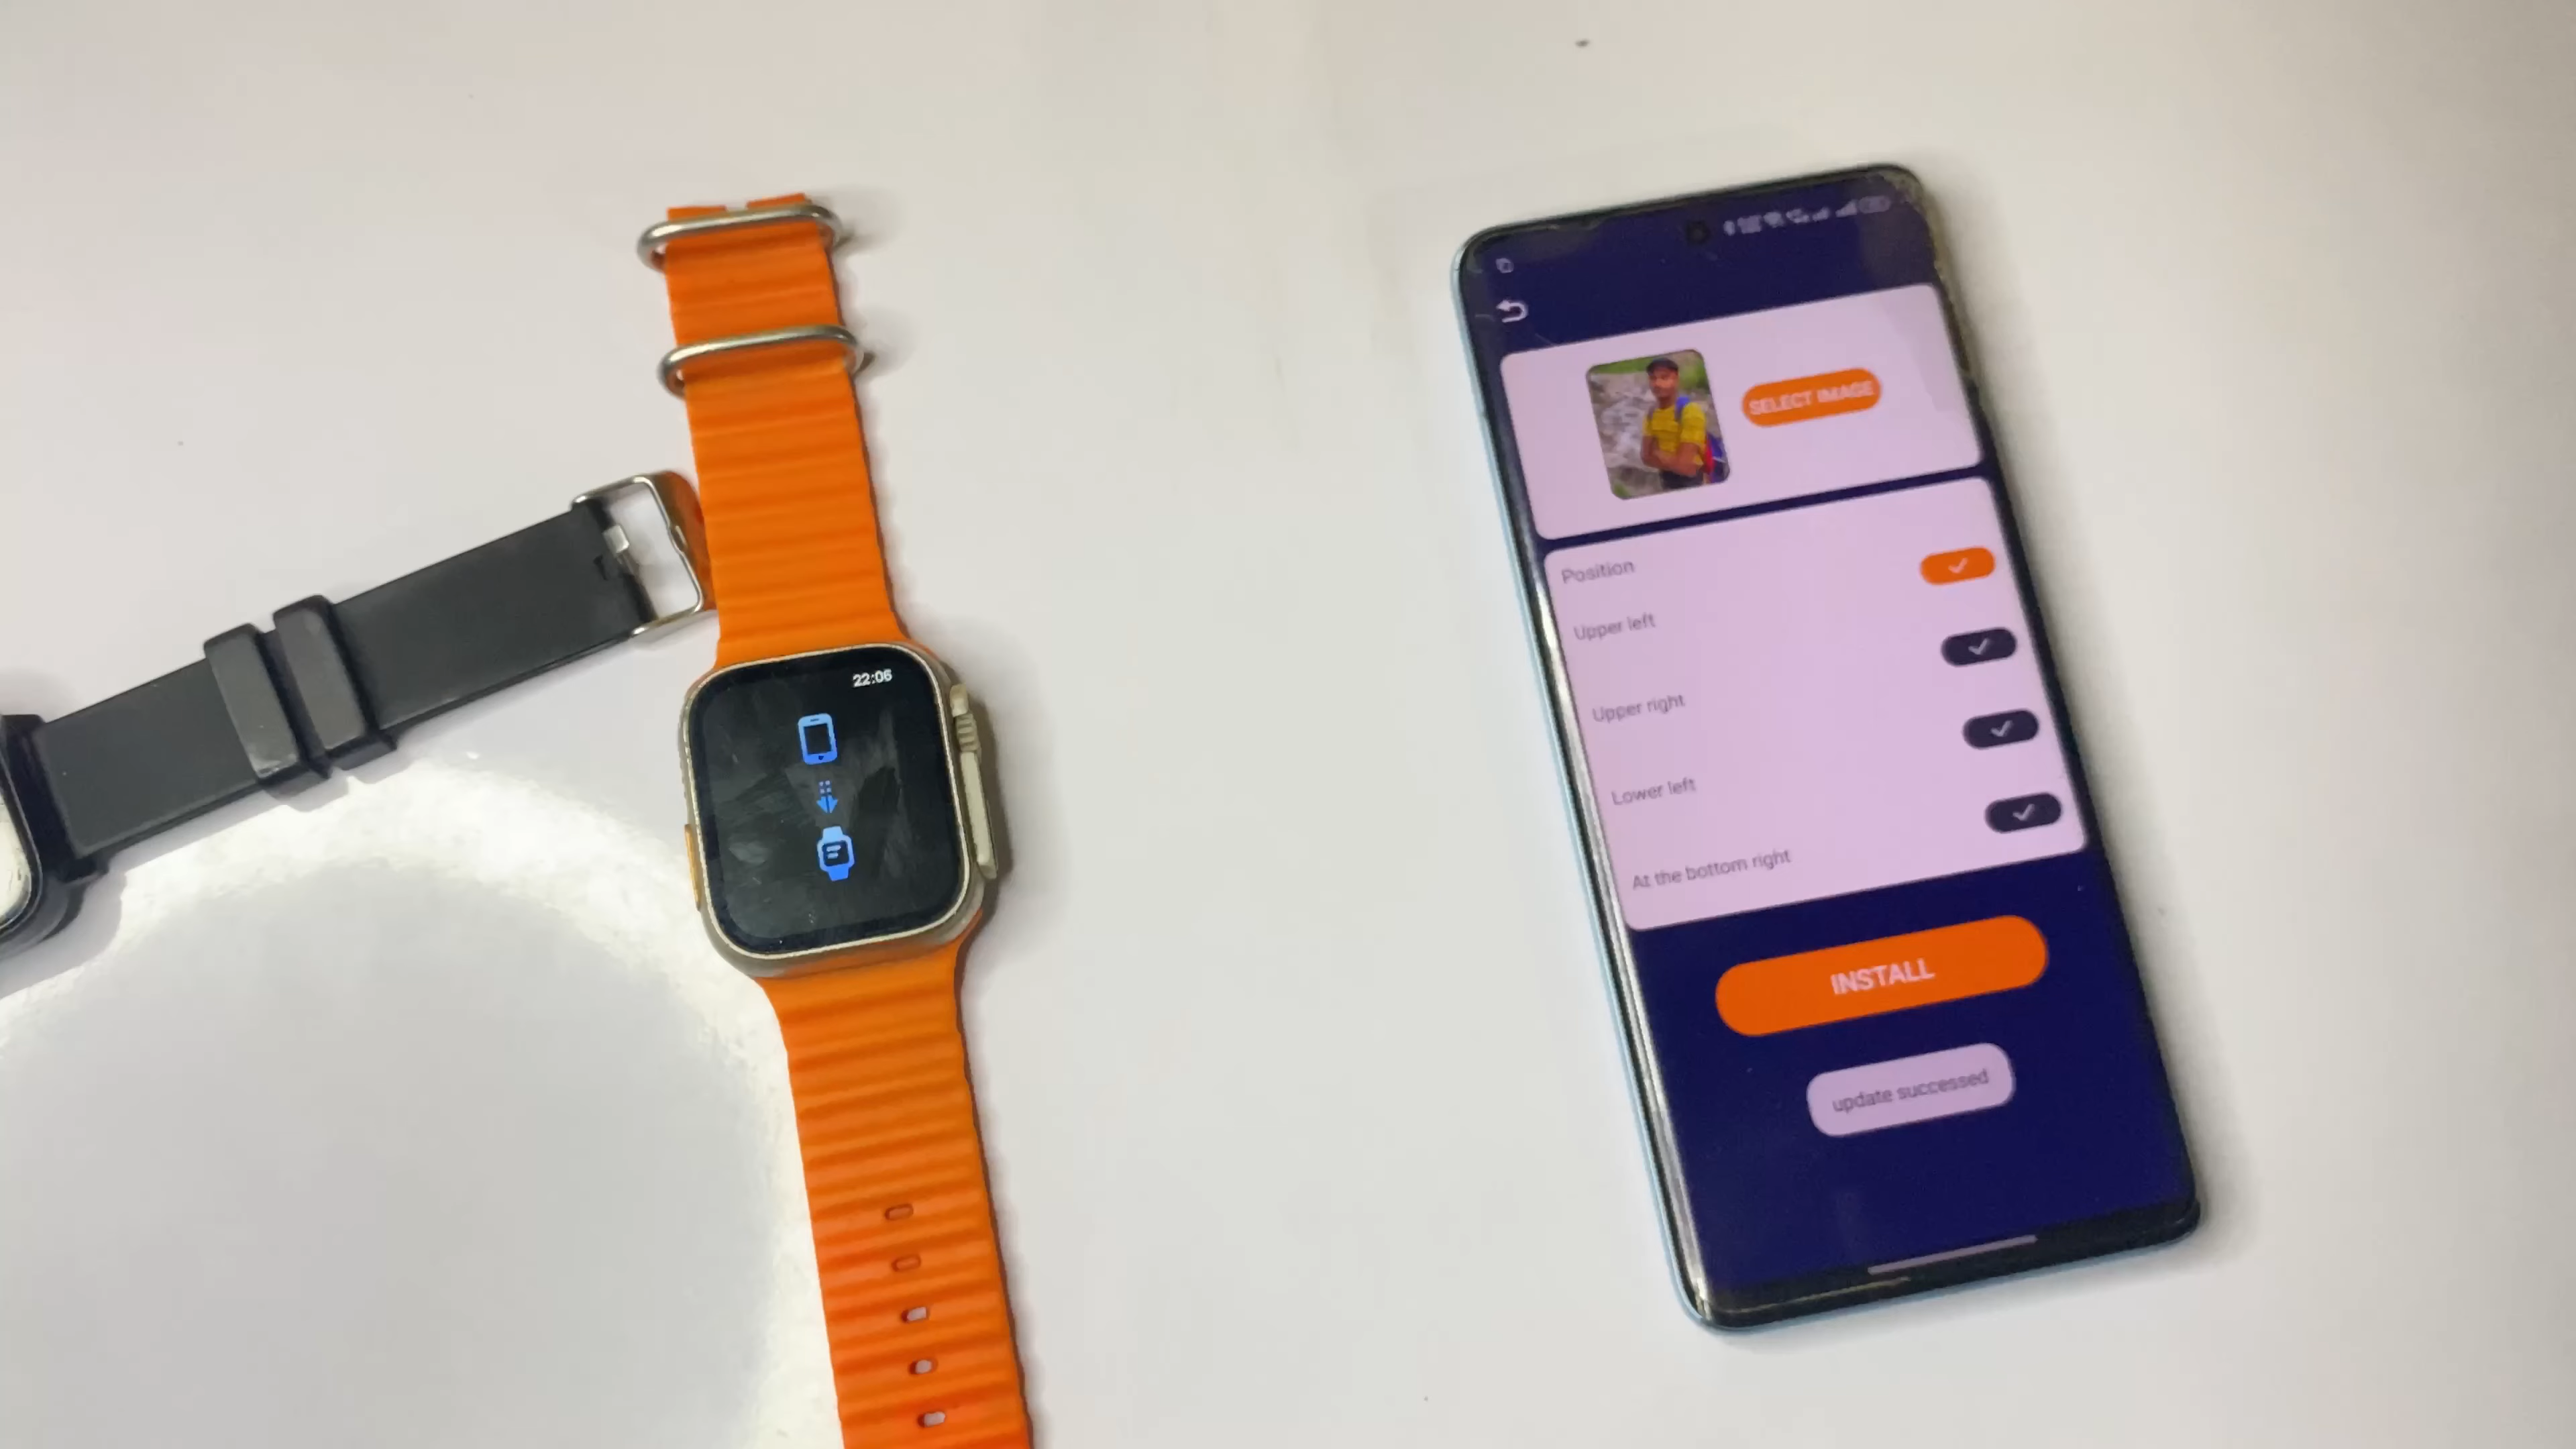 22:06
SELECT IMAGE
Position
Upper left
Upper right
Lower left
At the bottom right
INSTALL
update successed